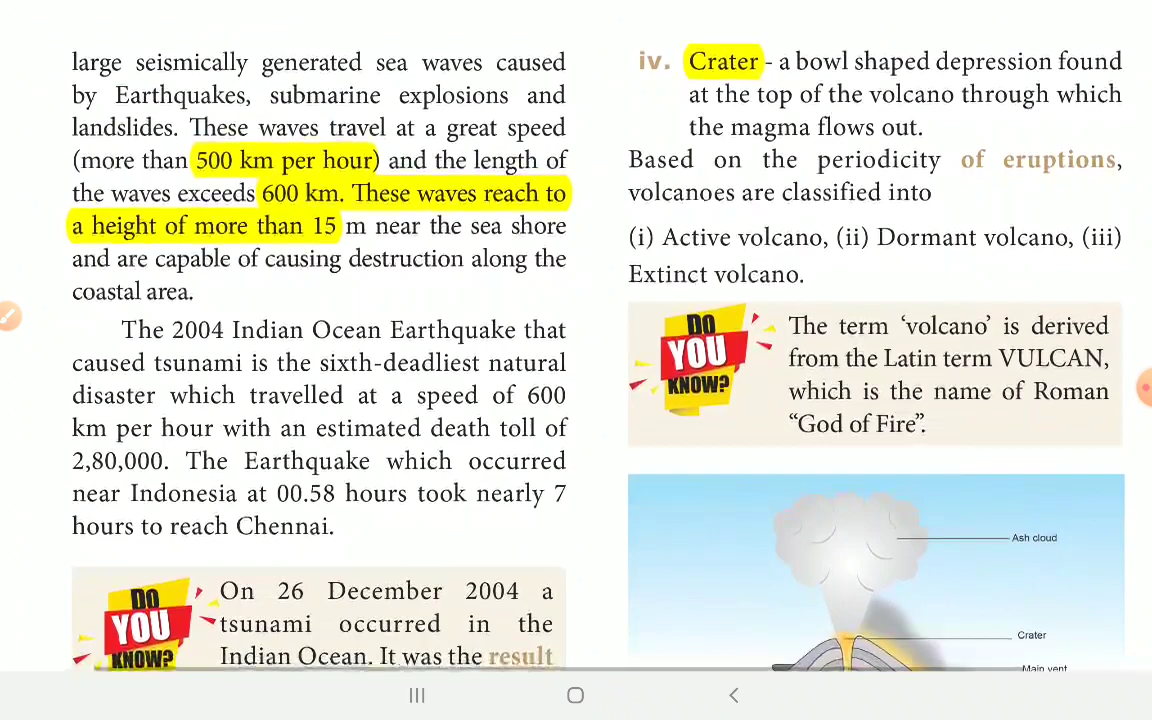 large seismically generated sea waves caused
by Earthquakes, submarine explosions and
landslides. These waves travel at a great speed
(more than 500 km per hour) and the length of
the waves exceeds 600 km. These waves reach to
a height of more than 15 m near the sea shore
and are capable of causing destruction along the
coastal area.
The 2004 Indian Ocean Earthquake that
caused tsunami is the sixth-deadliest natural
disaster which travelled at a speed of 600
km per hour with an estimated death toll of
2,80,000. The Earthquake which occurred
near Indonesia at 00.58 hours took nearly 7
hours to reach Chennai.
DO
YOU
KNOW?
On 26 December 2004 a
tsunami occurred in the
Indian Ocean. It was the result
iv. Crater - a bowl shaped depression found
at the top of the volcano through which
the magma flows out.
Based on the periodicity of eruptions,
volcanoes are classified into
(i) Active volcano, (ii) Dormant volcano, (iii)
Extinct volcano.
DO
YOU
KNOW?
The term ‘volcano’ is derived
from the Latin term VULCAN,
which is the name of Roman
“God of Fire”.
Ash cloud
Crater
Main vent